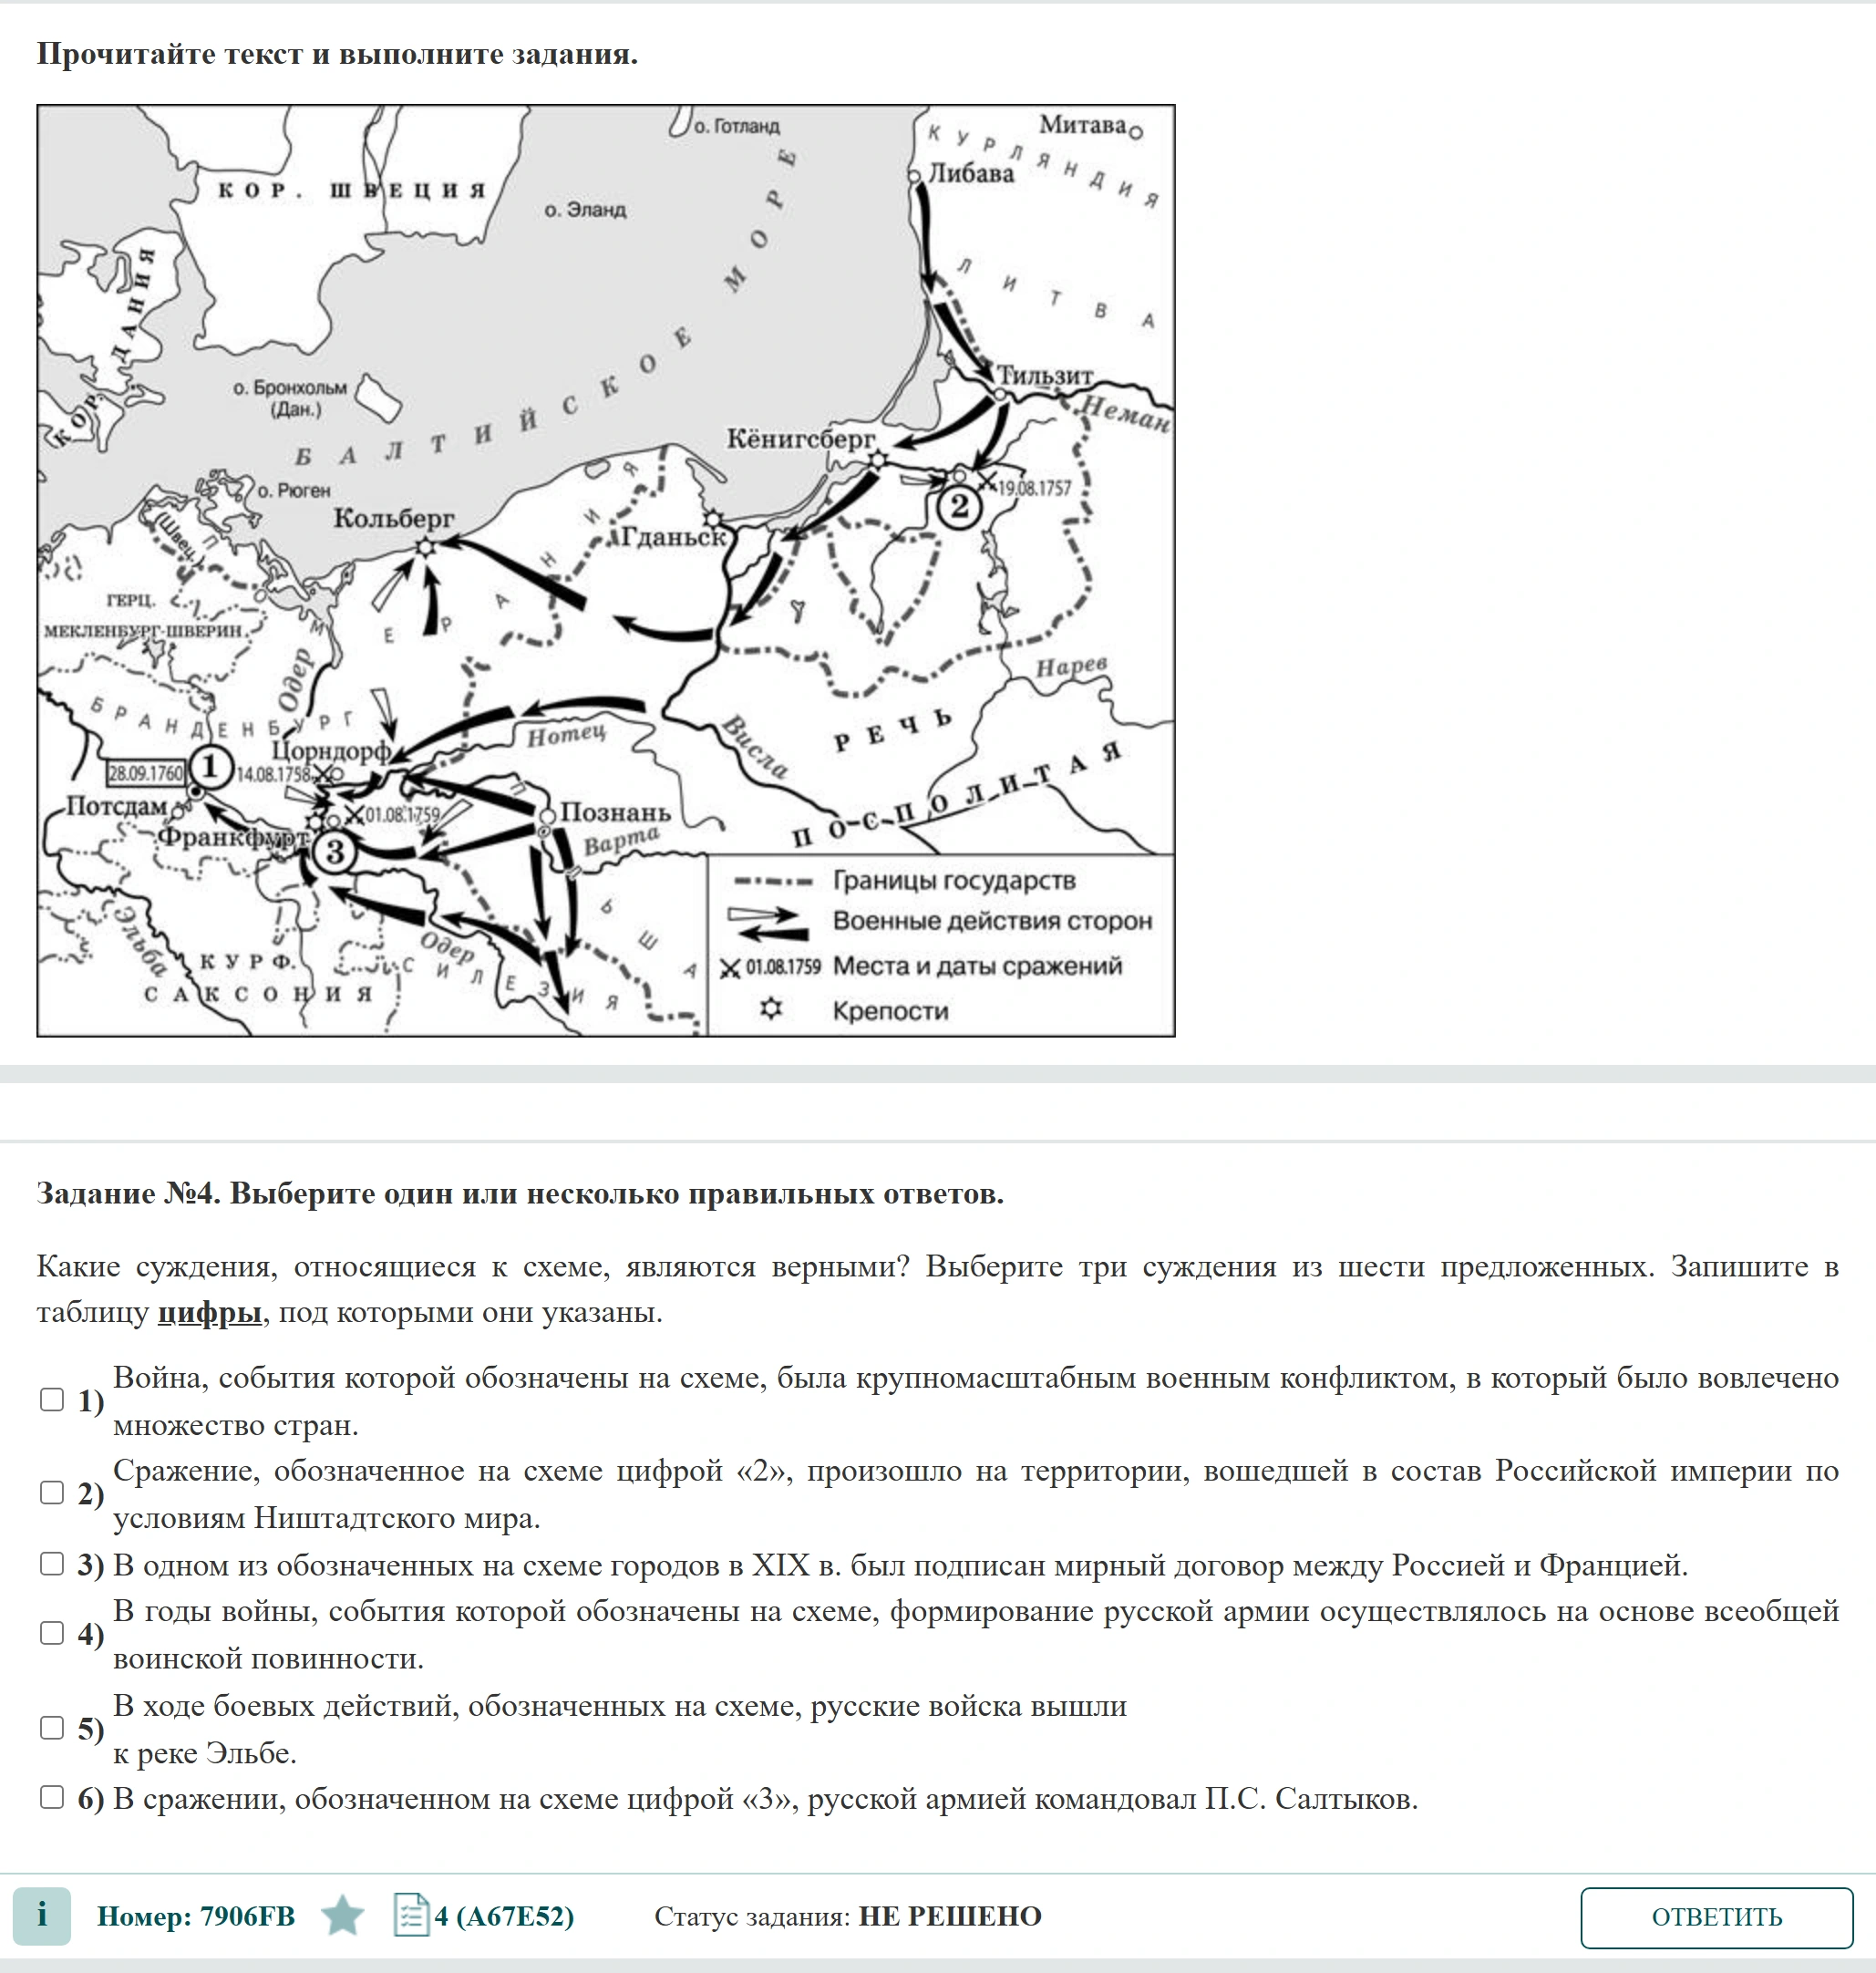 Прочитайте текст и выполните задания.
о. Готланд
Митава
КУРЛЯНДИЯ
Либава
КОР. ШВЕЦИЯ
о. Эланд
БАЛТИЙСКОЕ МОРЕ
КОР. ДАНИЯ
ЛИТВА
о. Бронхольм
(Дан.)
Тильзит
Неман
Кёнигсберг
19.08.1757
2
о. Рюген
Кольберг
Гданьск
(Швец.)
ПОМЕРАНИЯ
ГЕРЦ.
МЕКЛЕНБУРГ-ШВЕРИН
Одер
Нарев
БРАНДЕНБУРГ
Нотец
Висла
РЕЧЬ
ПОСПОЛИТАЯ
Цорндорф
28.09.1760
1
14.08.1758
Потсдам
01.08.1759
Познань
Франкфурт
3
Варта
ПОЛЬША
Эльба
Одер
КУРФ.
САКСОНИЯ
СИЛЕЗИЯ
Границы государств
Военные действия сторон
01.08.1759 Места и даты сражений
Крепости
Задание №4. Выберите один или несколько правильных ответов.
Какие суждения, относящиеся к схеме, являются верными? Выберите три суждения из шести предложенных. Запишите в
таблицу цифры, под которыми они указаны.
1) Война, события которой обозначены на схеме, была крупномасштабным военным конфликтом, в который было вовлечено
множество стран.
2) Сражение, обозначенное на схеме цифрой «2», произошло на территории, вошедшей в состав Российской империи по
условиям Ништадтского мира.
3) В одном из обозначенных на схеме городов в XIX в. был подписан мирный договор между Россией и Францией.
4) В годы войны, события которой обозначены на схеме, формирование русской армии осуществлялось на основе всеобщей
воинской повинности.
5) В ходе боевых действий, обозначенных на схеме, русские войска вышли
к реке Эльбе.
6) В сражении, обозначенном на схеме цифрой «3», русской армией командовал П.С. Салтыков.
i Номер: 7906FB 4 (A67E52) Статус задания: НЕ РЕШЕНО ОТВЕТИТЬ